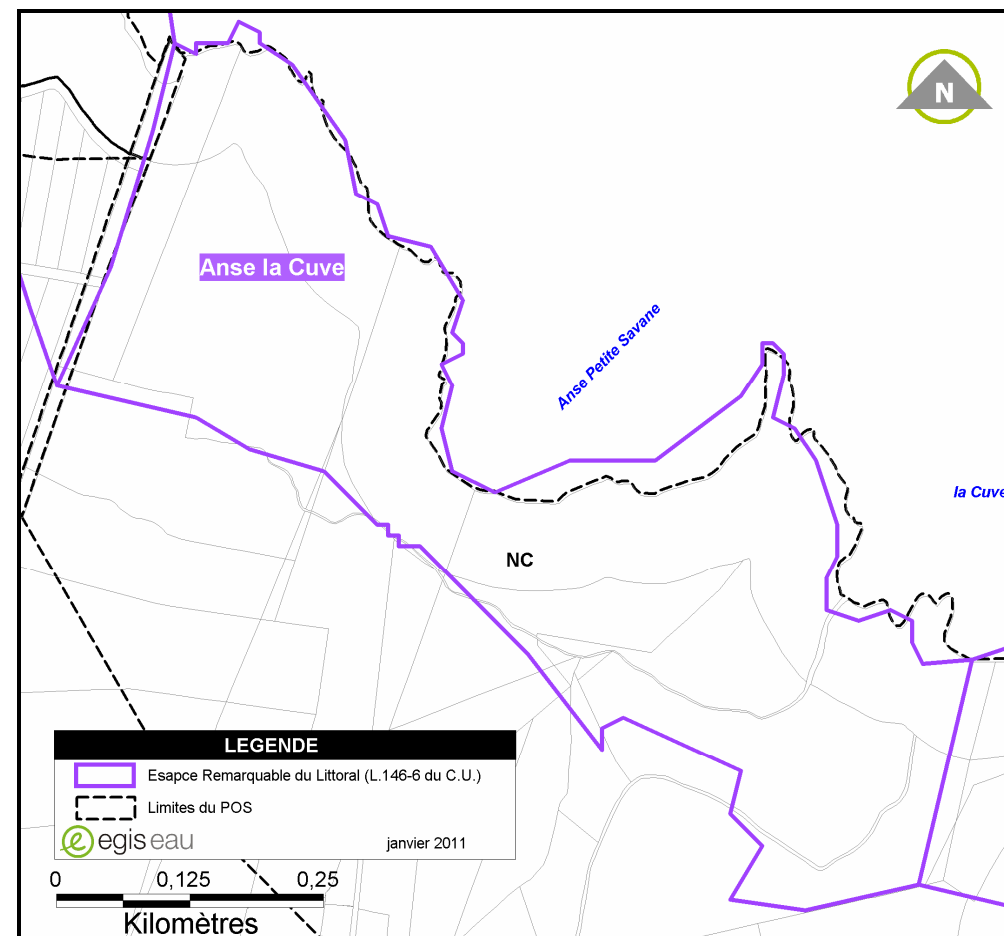 N
Anse la Cuve
Anse Petite Savane
la Cuve
NC
LEGENDE
Esapce Remarquable du Littoral (L.146-6 du C.U.)
Limites du POS
e egis eau
janvier 2011
0 0,125 0,25
Kilomètres